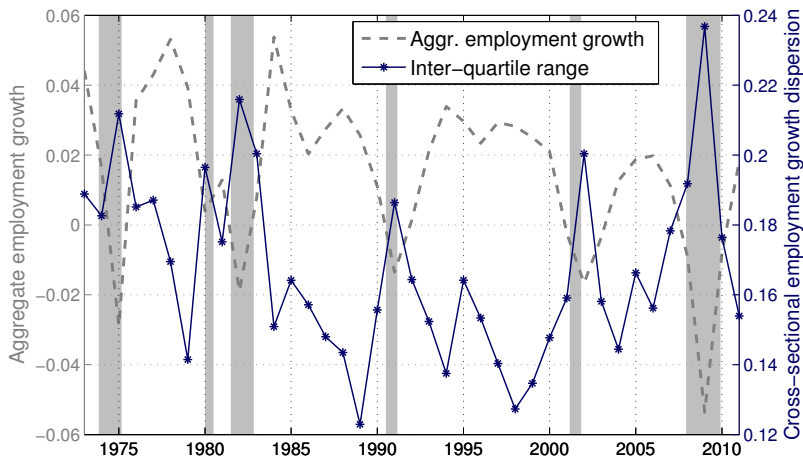 Aggr. employment growth
Inter−quartile range
Aggregate employment growth
0.06
0.04
0.02
0
−0.02
−0.04
−0.06
Cross−sectional employment growth dispersion
0.24
0.22
0.2
0.18
0.16
0.14
0.12
1975 1980 1985 1990 1995 2000 2005 2010